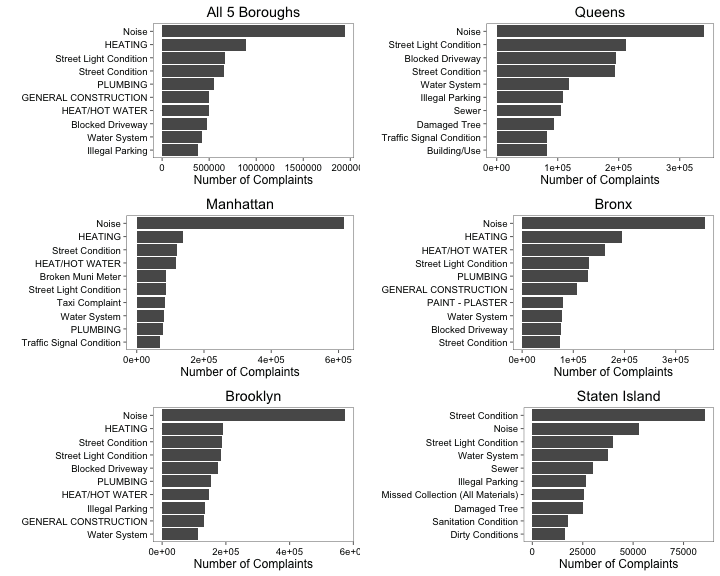 All 5 Boroughs
Noise
HEATING
Street Light Condition
Street Condition
PLUMBING
GENERAL CONSTRUCTION
HEAT/HOT WATER
Blocked Driveway
Water System
Illegal Parking
0 500000 1000000 1500000 200000
Number of Complaints
Queens
Noise
Street Light Condition
Blocked Driveway
Street Condition
Water System
Illegal Parking
Sewer
Damaged Tree
Traffic Signal Condition
Building/Use
0e+00 1e+05 2e+05 3e+05
Number of Complaints
Manhattan
Noise
HEATING
Street Condition
HEAT/HOT WATER
Broken Muni Meter
Street Light Condition
Taxi Complaint
Water System
PLUMBING
Traffic Signal Condition
0e+00 2e+05 4e+05 6e+05
Number of Complaints
Bronx
Noise
HEATING
HEAT/HOT WATER
Street Light Condition
PLUMBING
GENERAL CONSTRUCTION
PAINT - PLASTER
Water System
Blocked Driveway
Street Condition
0e+00 1e+05 2e+05 3e+05
Number of Complaints
Brooklyn
Noise
HEATING
Street Condition
Street Light Condition
Blocked Driveway
PLUMBING
HEAT/HOT WATER
Illegal Parking
GENERAL CONSTRUCTION
Water System
0e+00 2e+05 4e+05 6e+0
Number of Complaints
Staten Island
Street Condition
Noise
Street Light Condition
Water System
Sewer
Illegal Parking
Missed Collection (All Materials)
Damaged Tree
Sanitation Condition
Dirty Conditions
0 25000 50000 75000
Number of Complaints